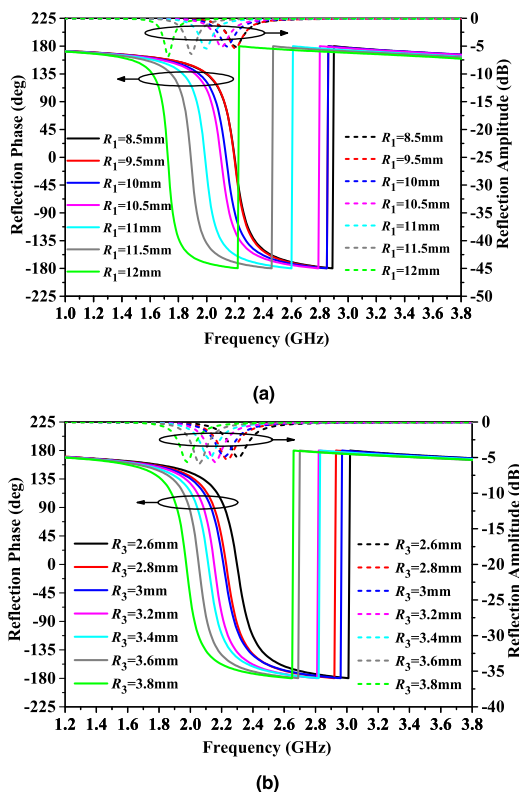 225
180
135
90
45
0
-45
-90
-135
-180
-225
Reflection Phase (deg)
R1=8.5mm
R1=9.5mm
R1=10mm
R1=10.5mm
R1=11mm
R1=11.5mm
R1=12mm
R1=8.5mm
R1=9.5mm
R1=10mm
R1=10.5mm
R1=11mm
R1=11.5mm
R1=12mm
0
-5
-10
-15
-20
-25
-30
-35
-40
-45
-50
Reflection Amplitude (dB)
1.0 1.2 1.4 1.6 1.8 2.0 2.2 2.4 2.6 2.8 3.0 3.2 3.4 3.6 3.8
Frequency (GHz)
(a)
225
180
135
90
45
0
-45
-90
-135
-180
-225
Reflection Phase (deg)
R3=2.6mm
R3=2.8mm
R3=3mm
R3=3.2mm
R3=3.4mm
R3=3.6mm
R3=3.8mm
R3=2.6mm
R3=2.8mm
R3=3mm
R3=3.2mm
R3=3.4mm
R3=3.6mm
R3=3.8mm
0
-5
-10
-15
-20
-25
-30
-35
-40
Reflection Amplitude (dB)
1.2 1.4 1.6 1.8 2.0 2.2 2.4 2.6 2.8 3.0 3.2 3.4 3.6 3.8
Frequency (GHz)
(b)